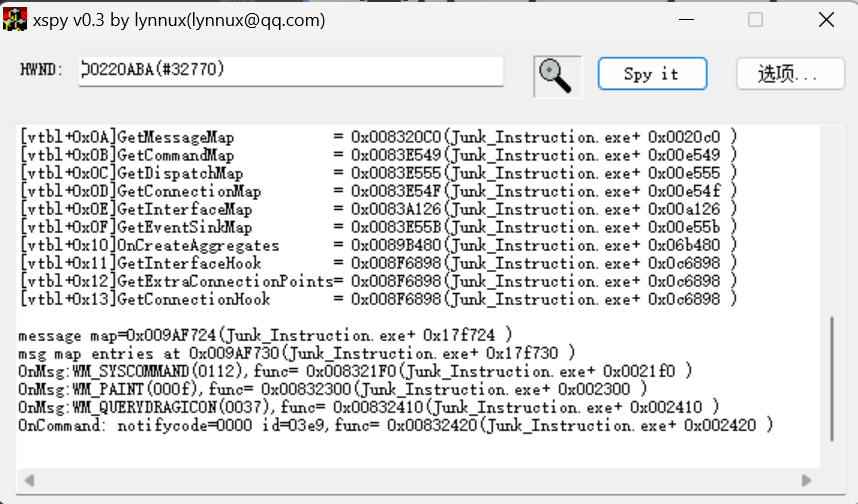 xspy v0.3 by lynnux(lynnux@qq.com)
HWND: 00220ABA(#32770) Spy it 选项...
[vtbl+0x0A]GetMessageMap = 0x008320C0(Junk_Instruction.exe+ 0x0020c0 )
[vtbl+0x0B]GetCommandMap = 0x0083E549(Junk_Instruction.exe+ 0x00e549 )
[vtbl+0x0C]GetDispatchMap = 0x0083E555(Junk_Instruction.exe+ 0x00e555 )
[vtbl+0x0D]GetConnectionMap = 0x0083E54F(Junk_Instruction.exe+ 0x00e54f )
[vtbl+0x0E]GetInterfaceMap = 0x0083A126(Junk_Instruction.exe+ 0x00a126 )
[vtbl+0x0F]GetEventSinkMap = 0x0083E55B(Junk_Instruction.exe+ 0x00e55b )
[vtbl+0x10]OnCreateAggregates = 0x0089B480(Junk_Instruction.exe+ 0x06b480 )
[vtbl+0x11]GetInterfaceHook = 0x008F6898(Junk_Instruction.exe+ 0x0c6898 )
[vtbl+0x12]GetExtraConnectionPoints= 0x008F6898(Junk_Instruction.exe+ 0x0c6898 )
[vtbl+0x13]GetConnectionHook = 0x008F6898(Junk_Instruction.exe+ 0x0c6898 )
message map=0x009AF724(Junk_Instruction.exe+ 0x17f724 )
msg map entries at 0x009AF730(Junk_Instruction.exe+ 0x17f730 )
OnMsg:WM_SYSCOMMAND(0112),func= 0x008321F0(Junk_Instruction.exe+ 0x0021f0 )
OnMsg:WM_PAINT(000f),func= 0x00832300(Junk_Instruction.exe+ 0x002300 )
OnMsg:WM_QUERYDRAGICON(0037),func= 0x00832410(Junk_Instruction.exe+ 0x002410 )
OnCommand: notifycode=0000 id=03e9,func= 0x00832420(Junk_Instruction.exe+ 0x002420 )